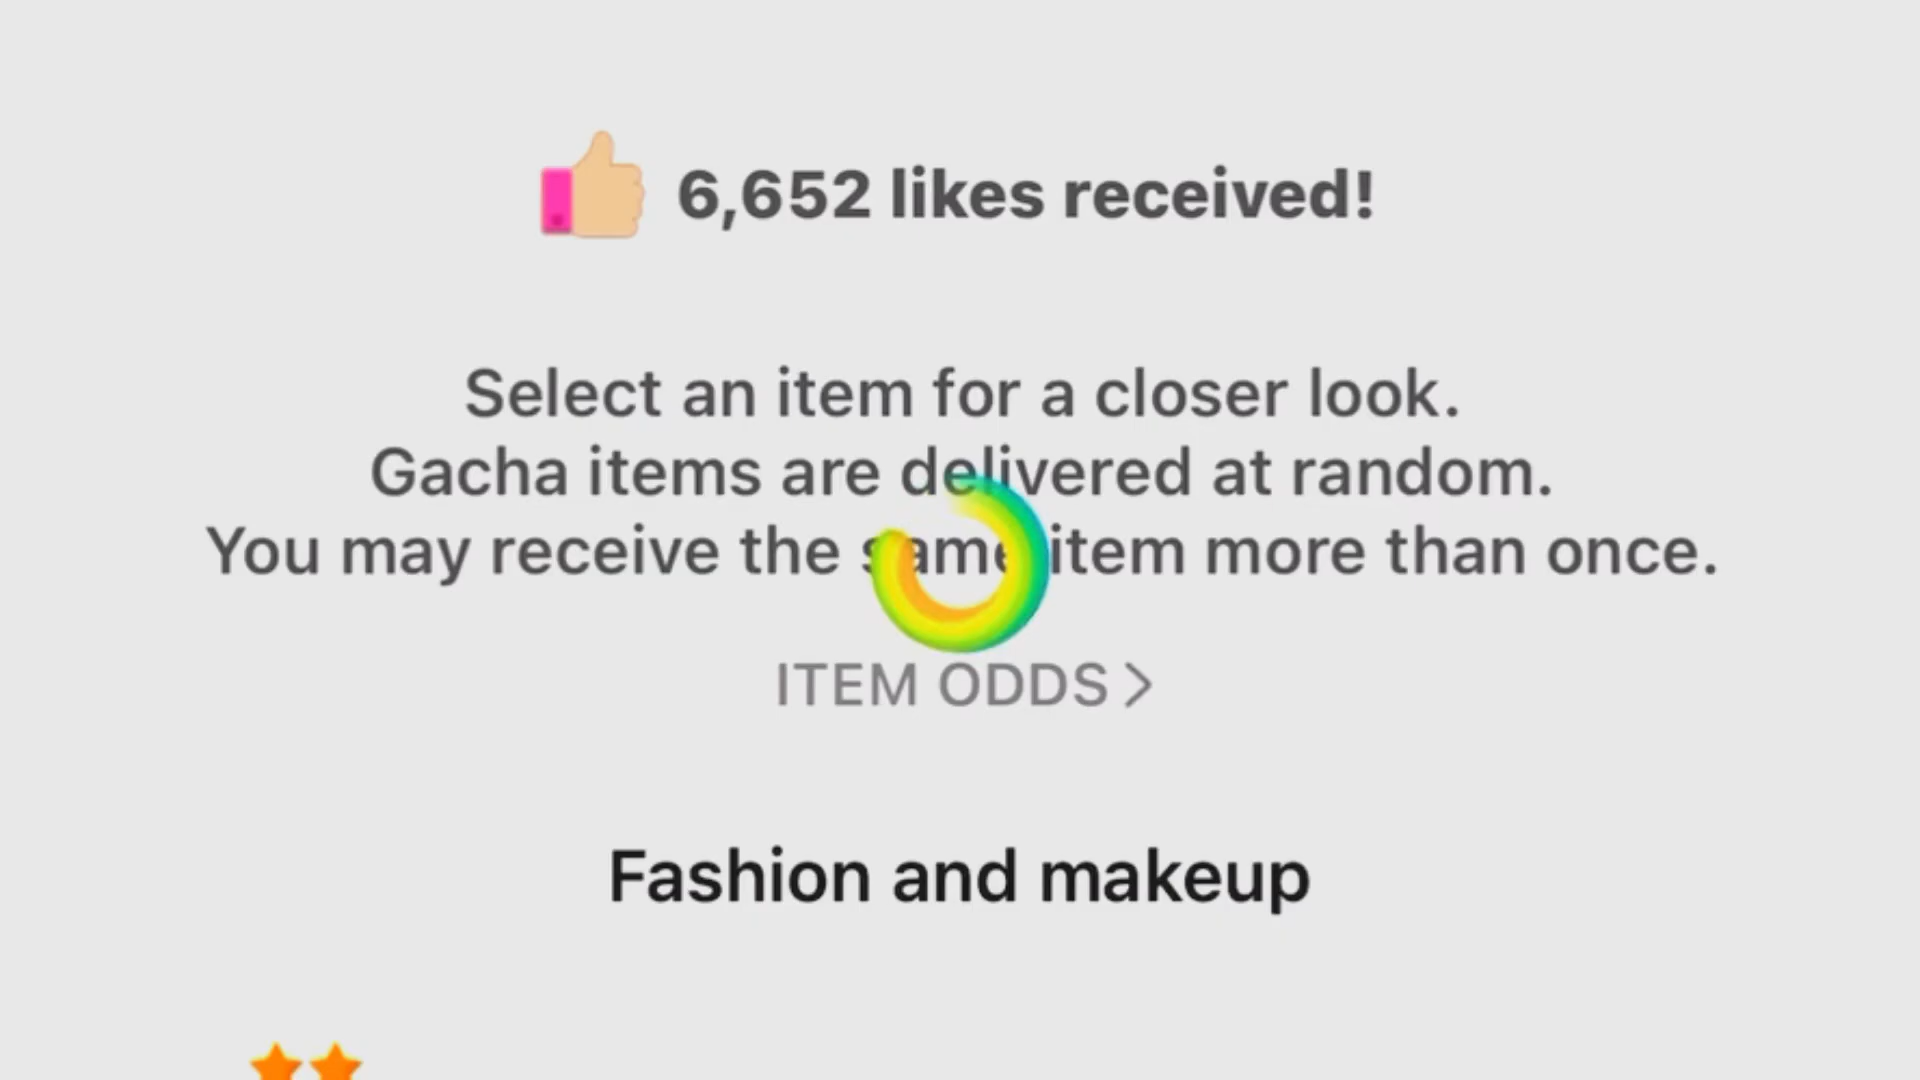 6,652 likes received!
Select an item for a closer look.
Gacha items are delivered at random.
You may receive the same item more than once.
ITEM ODDS >
Fashion and makeup